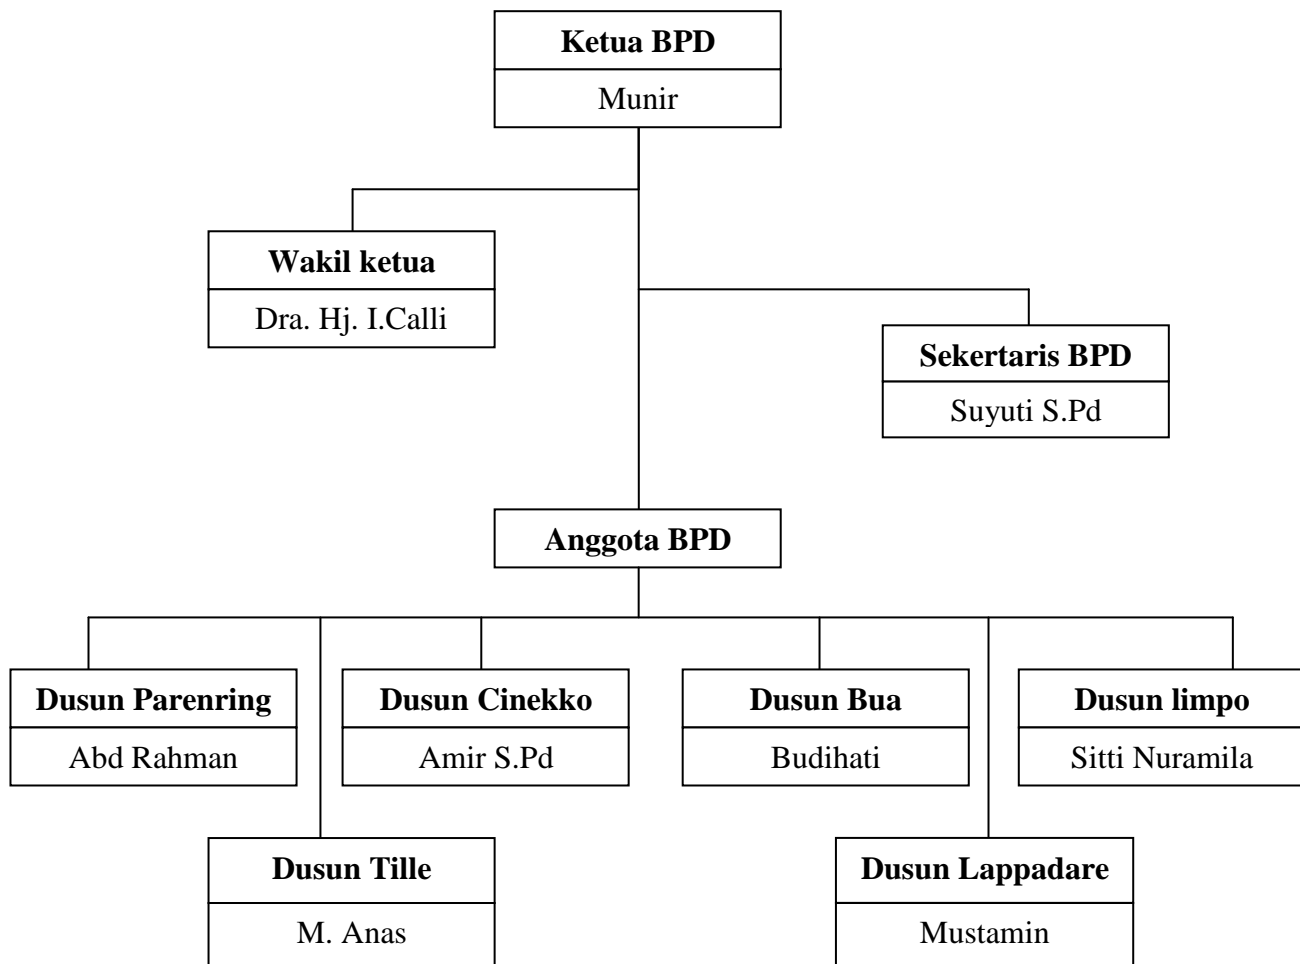 Ketua BPD
Munir
Wakil ketua
Dra. Hj. I.Calli
Sekertaris BPD
Suyuti S.Pd
Anggota BPD
Dusun Parenring
Abd Rahman
Dusun Cinekko
Amir S.Pd
Dusun Bua
Budihati
Dusun limpo
Sitti Nuramila
Dusun Tille
M. Anas
Dusun Lappadare
Mustamin